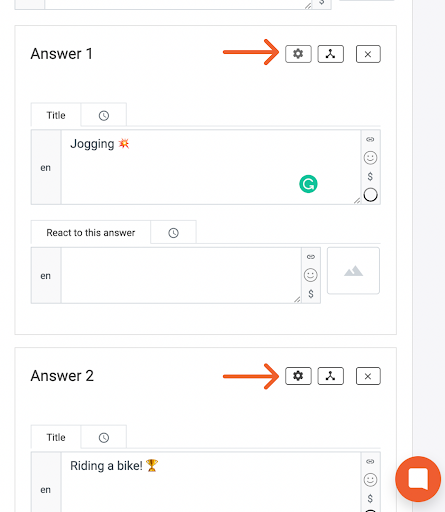 $
Answer 1
Title
en
Jogging 💥
$
React to this answer
en
$
Answer 2
Title
en
Riding a bike! 🏆
$